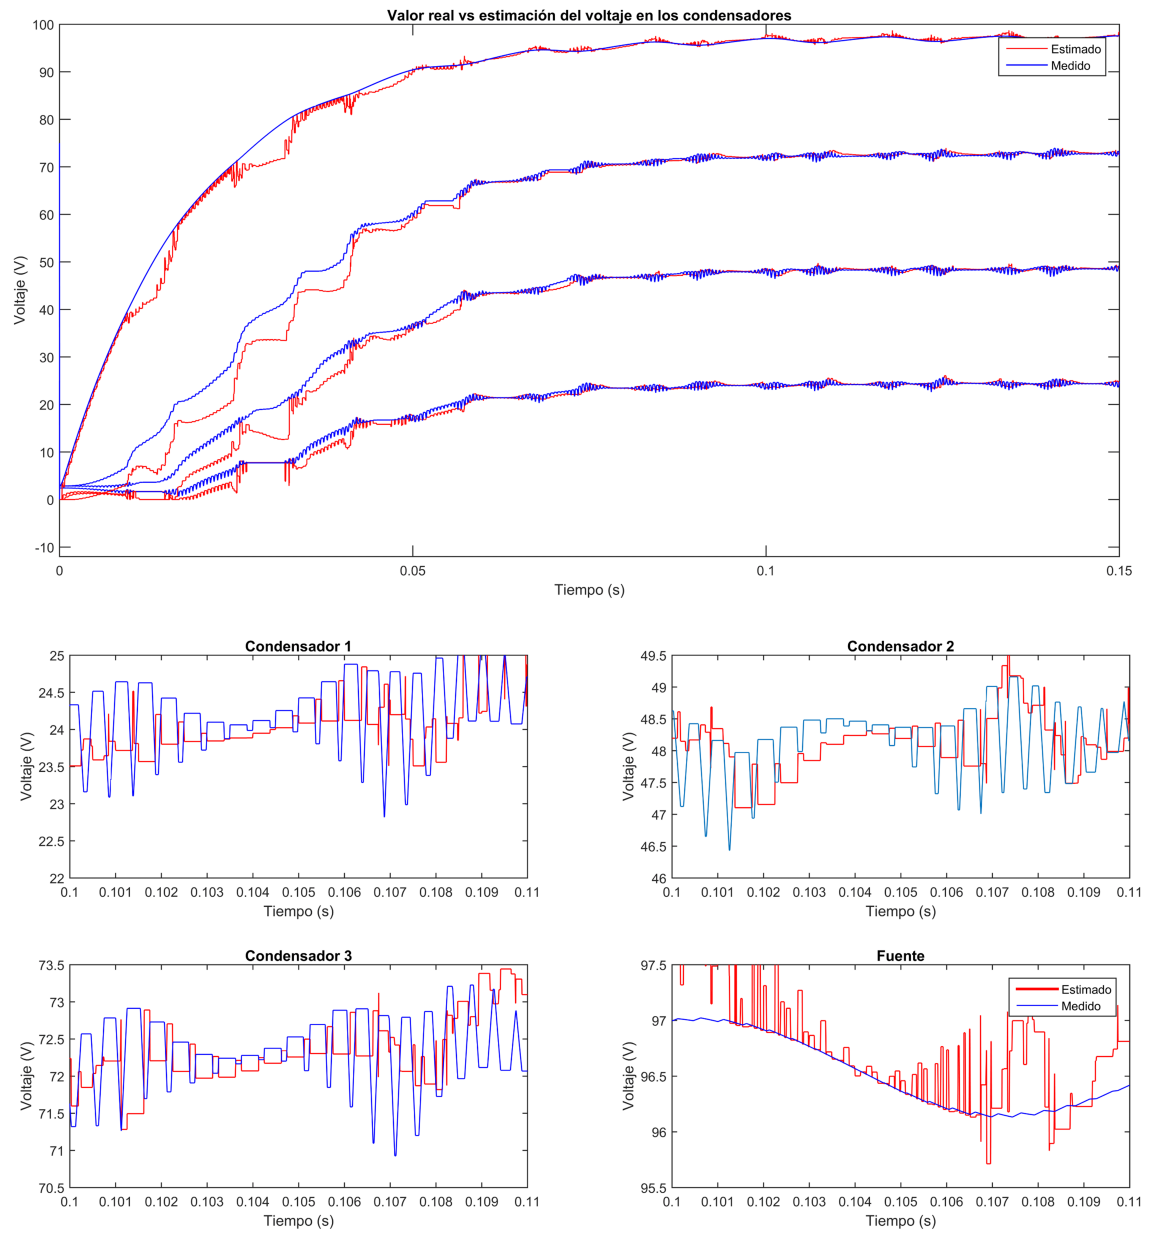 Valor real vs estimación del voltaje en los condensadores
100
90
80
70
60
50
40
30
20
10
0
-10
Voltaje (V)
Estimado
Medido
0 0.05 0.1 0.15
Tiempo (s)
Condensador 1
25
24.5
24
23.5
23
22.5
22
Voltaje (V)
0.1 0.101 0.102 0.103 0.104 0.105 0.106 0.107 0.108 0.109 0.11
Tiempo (s)
Condensador 2
49.5
49
48.5
48
47.5
47
46.5
46
Voltaje (V)
0.1 0.101 0.102 0.103 0.104 0.105 0.106 0.107 0.108 0.109 0.11
Tiempo (s)
Condensador 3
73.5
73
72.5
72
71.5
71
70.5
Voltaje (V)
0.1 0.101 0.102 0.103 0.104 0.105 0.106 0.107 0.108 0.109 0.11
Tiempo (s)
Fuente
97.5
97
96.5
96
95.5
Voltaje (V)
Estimado
Medido
0.1 0.101 0.102 0.103 0.104 0.105 0.106 0.107 0.108 0.109 0.11
Tiempo (s)